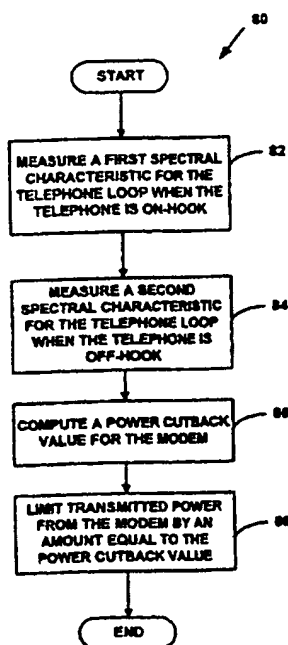 80
START
MEASURE A FIRST SPECTRAL
CHARACTERISTIC FOR THE
TELEPHONE LOOP WHEN THE
TELEPHONE IS ON-HOOK
82
MEASURE A SECOND
SPECTRAL CHARACTERISTIC
FOR THE TELEPHONE LOOP
WHEN THE TELEPHONE IS
OFF-HOOK
84
COMPUTE A POWER CUTBACK
VALUE FOR THE MODEM
LIMIT TRANSMITTED POWER
FROM THE MODEM BY AN
AMOUNT EQUAL TO THE
POWER CUTBACK VALUE
END